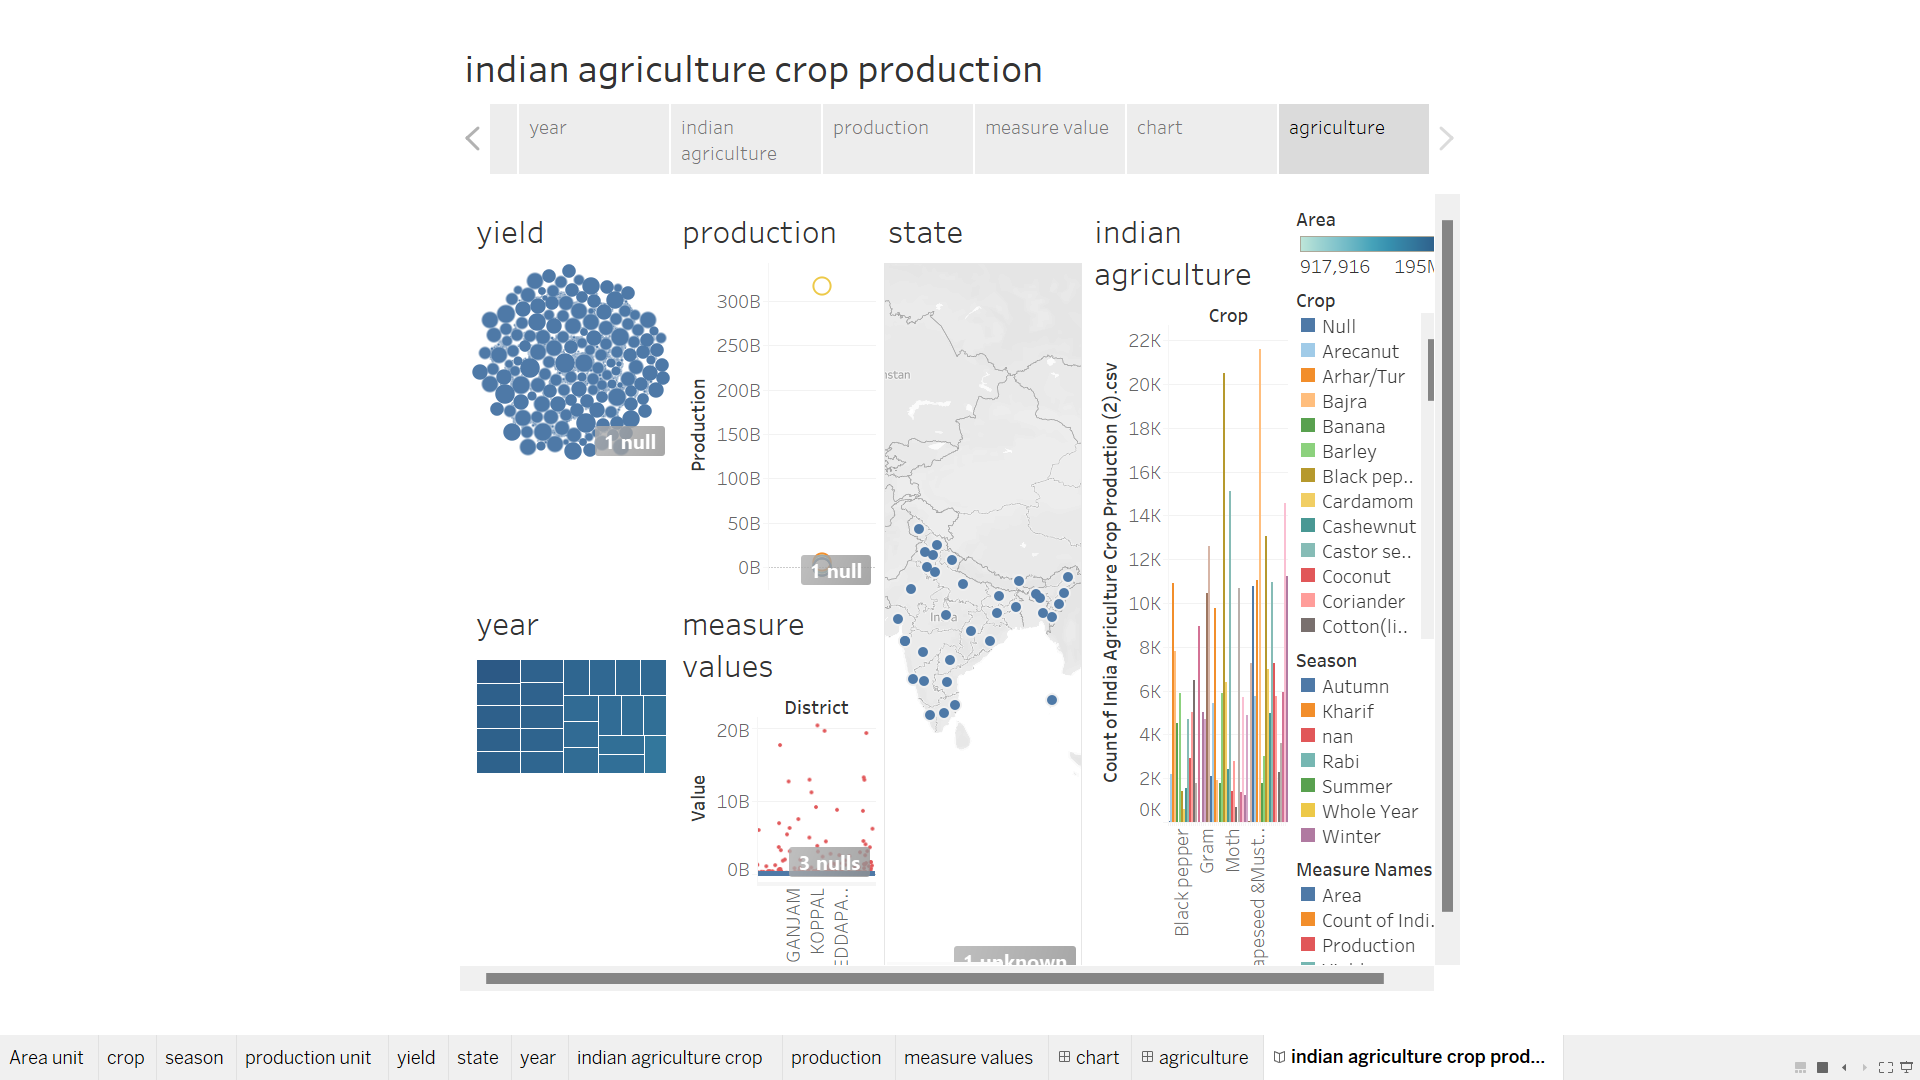 indian agriculture crop production
year
indian
agriculture
production
measure value
chart
agriculture
yield
1 null
production
Production
300B
250B
200B
150B
100B
50B
0B
1 null
state
India
1 unknown
indian
agriculture
Crop
Count of India Agriculture Crop Production (2).csv
22K
20K
18K
16K
14K
12K
10K
8K
6K
4K
2K
0K
Black pepper
Gram
Moth
apeseed &Must..
year
measure
values
District
Value
20B
10B
0B
3 nulls
GANJAM
KOPPAL
EDDAPA..
Area
917,916
195M
Crop
Null
Arecanut
Arhar/Tur
Bajra
Banana
Barley
Black pep..
Cardamom
Cashewnut
Castor se..
Coconut
Coriander
Cotton(li..
Season
Autumn
Kharif
nan
Rabi
Summer
Whole Year
Winter
Measure Names
Area
Count of Indi..
Production
Area unit
crop
season
production unit
yield
state
year
indian agriculture crop
production
measure values
chart
agriculture
indian agriculture crop prod...